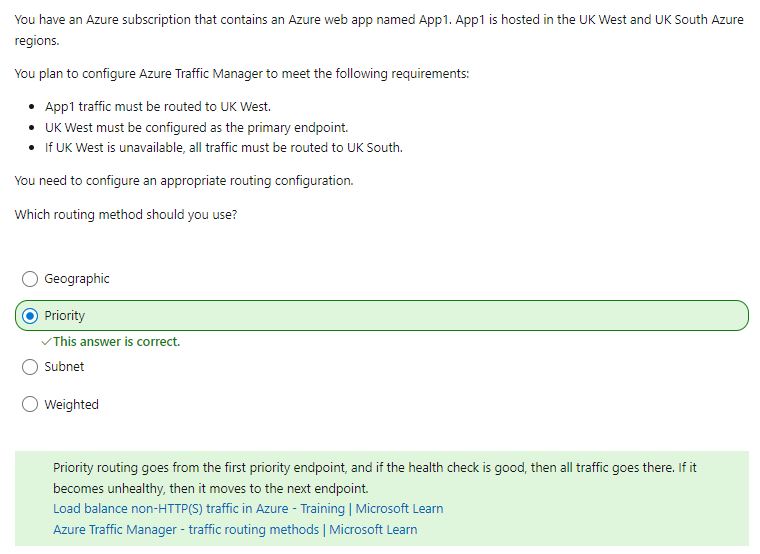 You have an Azure subscription that contains an Azure web app named App1. App1 is hosted in the UK West and UK South Azure
regions.
You plan to configure Azure Traffic Manager to meet the following requirements:
• App1 traffic must be routed to UK West.
• UK West must be configured as the primary endpoint.
• If UK West is unavailable, all traffic must be routed to UK South.
You need to configure an appropriate routing configuration.
Which routing method should you use?
Geographic
Priority
✓This answer is correct.
Subnet
Weighted
Priority routing goes from the first priority endpoint, and if the health check is good, then all traffic goes there. If it
becomes unhealthy, then it moves to the next endpoint.
Load balance non-HTTP(S) traffic in Azure - Training | Microsoft Learn
Azure Traffic Manager - traffic routing methods | Microsoft Learn